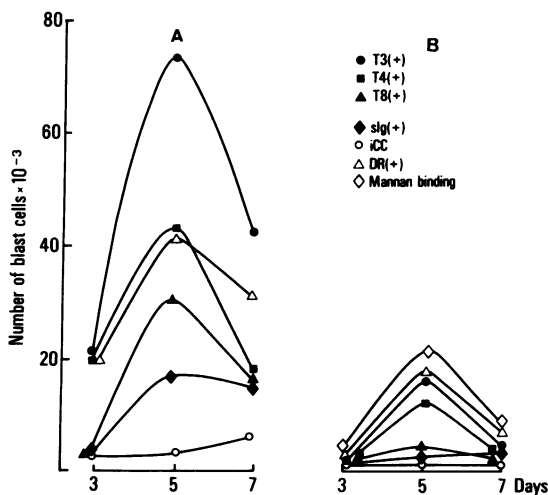 80
60
40
20
Number of blast cells × 10⁻³
A
B
T3(+)
T4(+)
T8(+)
sIg(+)
iCC
DR(+)
Mannan binding
3 5 7 3 5 7 Days